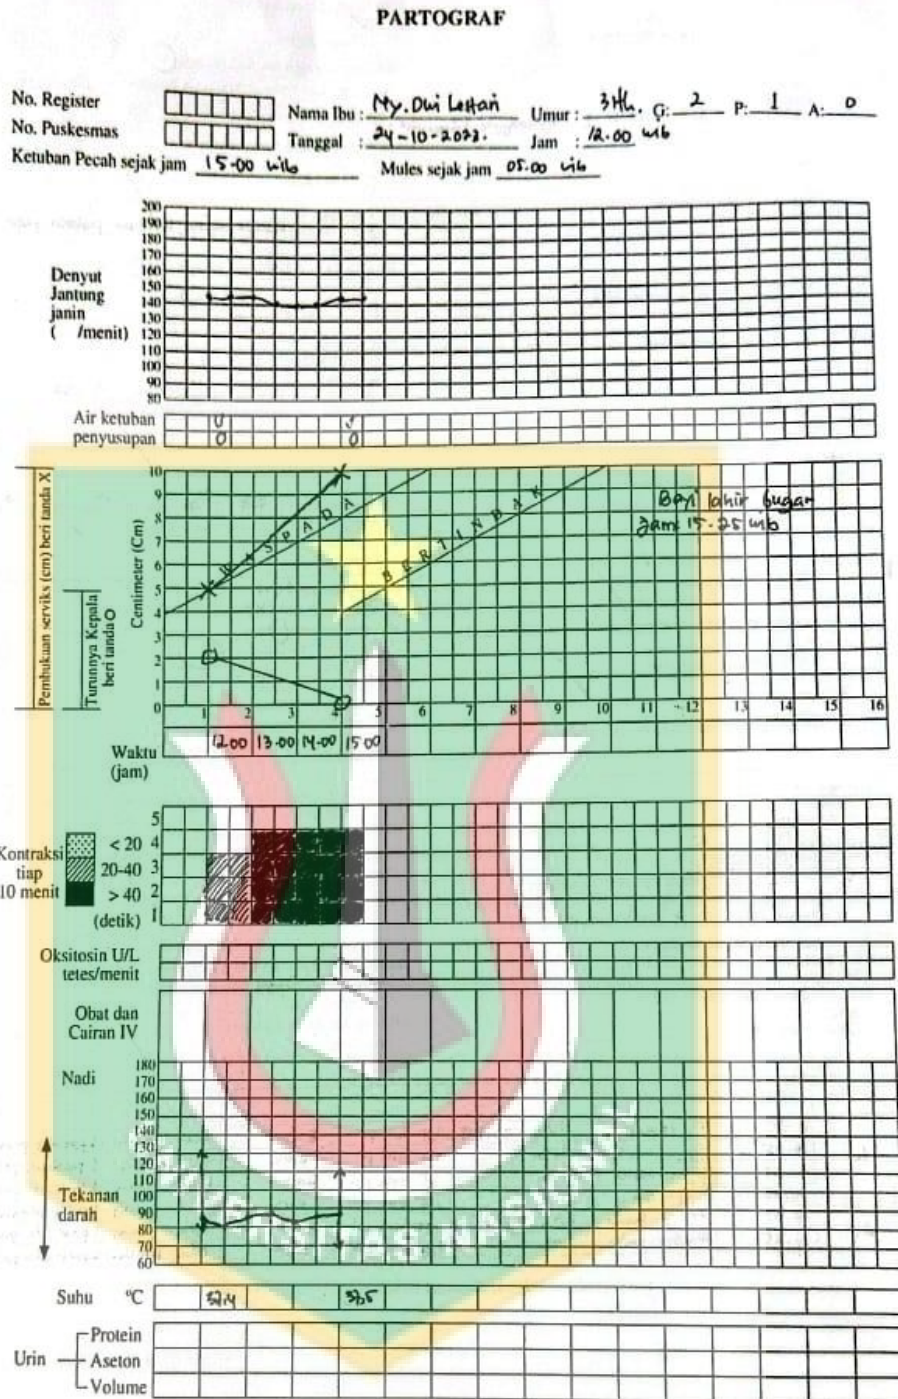 PARTOGRAF
No. Register Nama Ibu : Ny. Dwi Lestari Umur : G: 2 P: 1 A: 0
No. Puskesmas Tanggal : 24-10-2022. Jam : 12.00 wib
Ketuban Pecah sejak jam 15-00 wib Mules sejak jam 05.00 wib
Denyut Jantung janin ( /menit)
200
190
180
170
160
150
140
130
120
110
100
90
80
Air ketuban U
penyusupan 0 0
Pembukaan serviks (cm) beri tanda X
Turunnya Kepala beri tanda O
Centimeter (Cm)
10
9
8
7
6
5
4
3
2
1
0
WASPADA
BERTINDAK
Bayi lahir bugar
Jam 15-25 wib
1 2 3 4 5 6 7 8 9 10 11 12 13 14 15 16
Waktu (jam) 12 00 13-00 14-00 15 00
Kontraksi tiap 10 menit
< 20
20-40
> 40
(detik)
5
4
3
2
1
Oksitosin U/L
tetes/menit
Obat dan
Cairan IV
Nadi
Tekanan darah
180
170
160
150
140
130
120
110
100
90
80
70
60
UNIVERSITAS NASIONAL
Suhu °C
Urin
Protein
Aseton
Volume